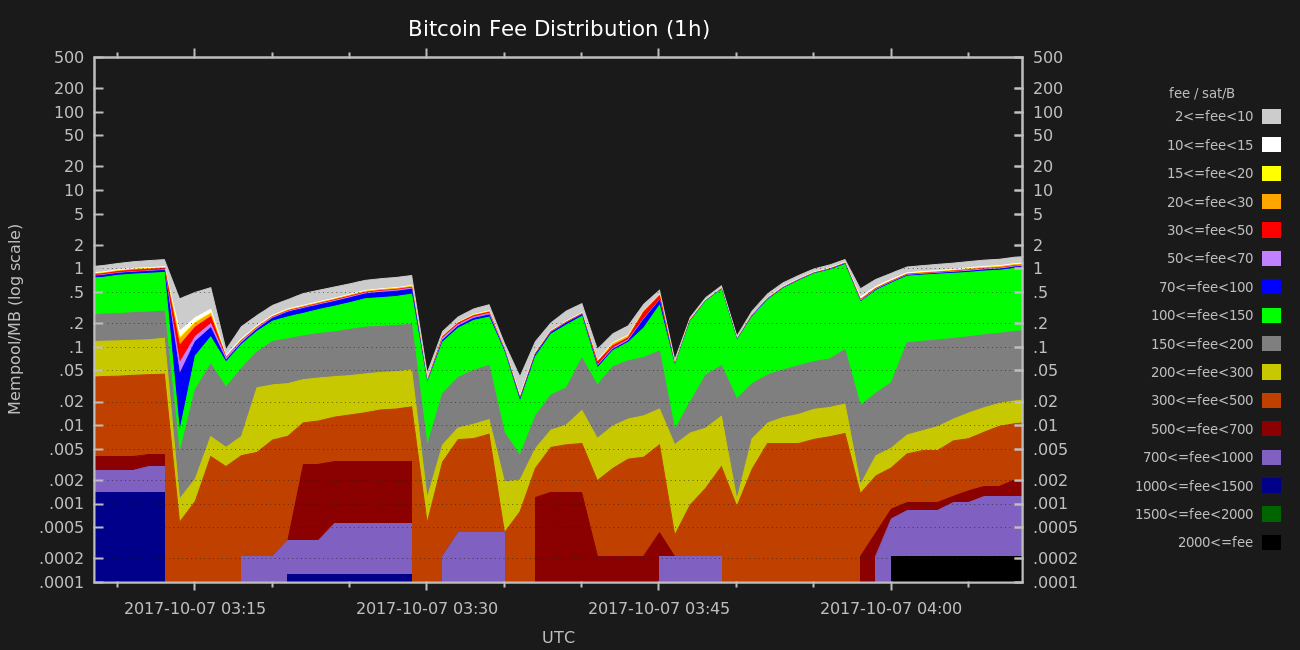 Bitcoin Fee Distribution (1h)
500 500
200 200
100 100
50 50
20 20
10 10
5 5
2 2
1 1
.5 .5
.2 .2
.1 .1
.05 .05
.02 .02
.01 .01
.005 .005
.002 .002
.001 .001
.0005 .0005
.0002 .0002
.0001 .0001
Mempool/MB (log scale)
2017-10-07 03:15 2017-10-07 03:30 2017-10-07 03:45 2017-10-07 04:00
UTC
fee / sat/B
2<=fee<10
10<=fee<15
15<=fee<20
20<=fee<30
30<=fee<50
50<=fee<70
70<=fee<100
100<=fee<150
150<=fee<200
200<=fee<300
300<=fee<500
500<=fee<700
700<=fee<1000
1000<=fee<1500
1500<=fee<2000
2000<=fee